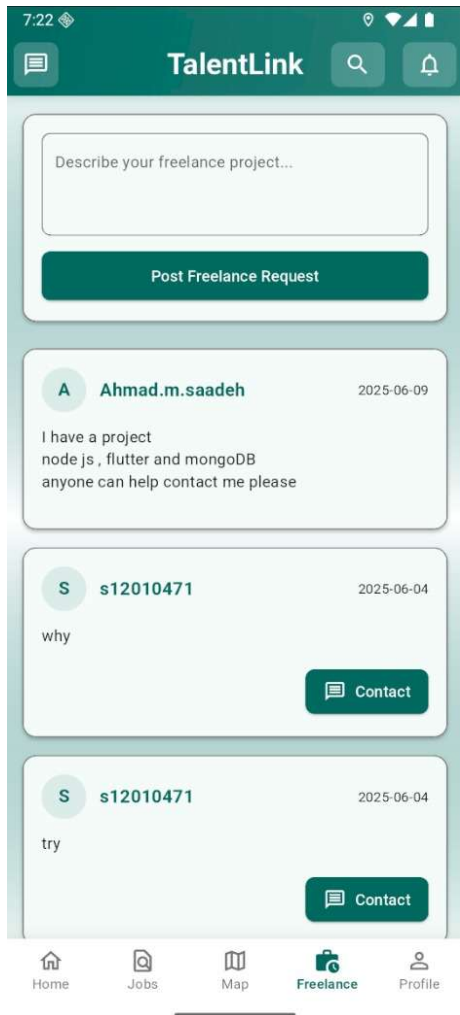 7:22
TalentLink
Describe your freelance project...
Post Freelance Request
A Ahmad.m.saadeh 2025-06-09
I have a project
node js , flutter and mongoDB
anyone can help contact me please
S s12010471 2025-06-04
why
Contact
S s12010471 2025-06-04
try
Contact
Home Jobs Map Freelance Profile